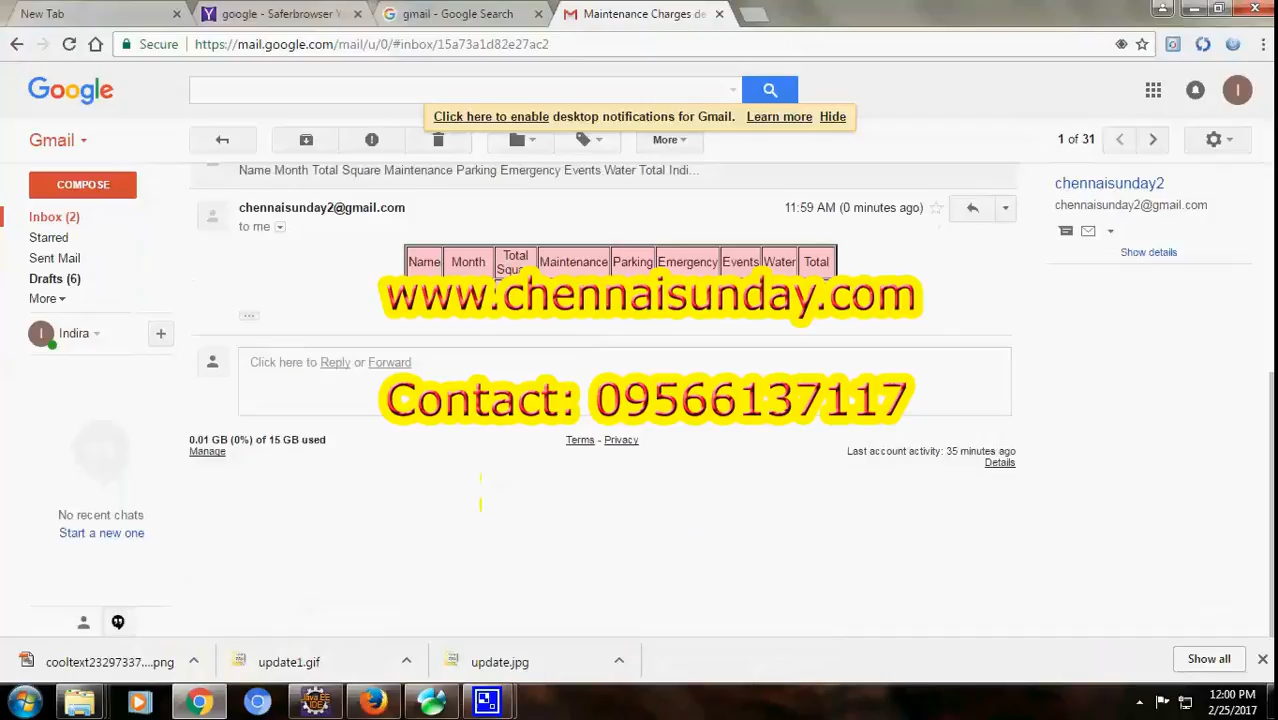 New Tab
google - Saferbrowser Y
gmail - Google Search
Maintenance Charges de
Secure https://mail.google.com/mail/u/0/#inbox/15a73a1d82e27ac2
Google
Click here to enable desktop notifications for Gmail. Learn more Hide
Gmail
More
1 of 31
Name Month Total Square Maintenance Parking Emergency Events Water Total Indi...
COMPOSE
Inbox (2)
Starred
Sent Mail
Drafts (6)
More
I Indira
chennaisunday2@gmail.com
11:59 AM (0 minutes ago)
to me
Name Month Total Maintenance Parking Emergency Events Water Total
www.chennaisunday.com
Click here to Reply or Forward
Contact: 09566137117
chennaisunday2
chennaisunday2@gmail.com
Show details
0.01 GB (0%) of 15 GB used
Manage
Terms - Privacy
Last account activity: 35 minutes ago
Details
No recent chats
Start a new one
cooltext23297337....png
update1.gif
update.jpg
Show all
Java EE
IDE
12:00 PM
2/25/2017